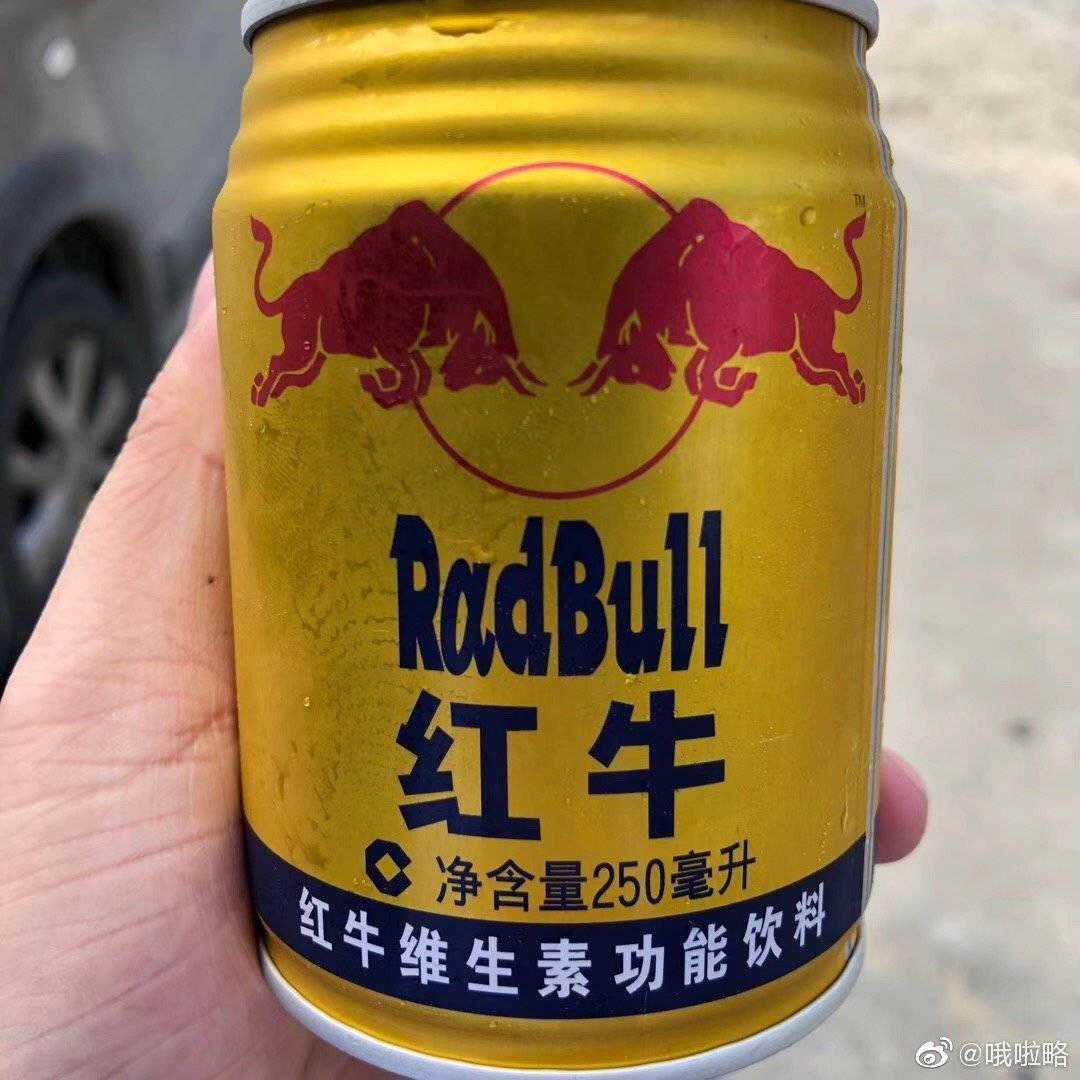 TM
RadBull
红牛
净含量250毫升
红牛维生素功能饮料
@哦啦略